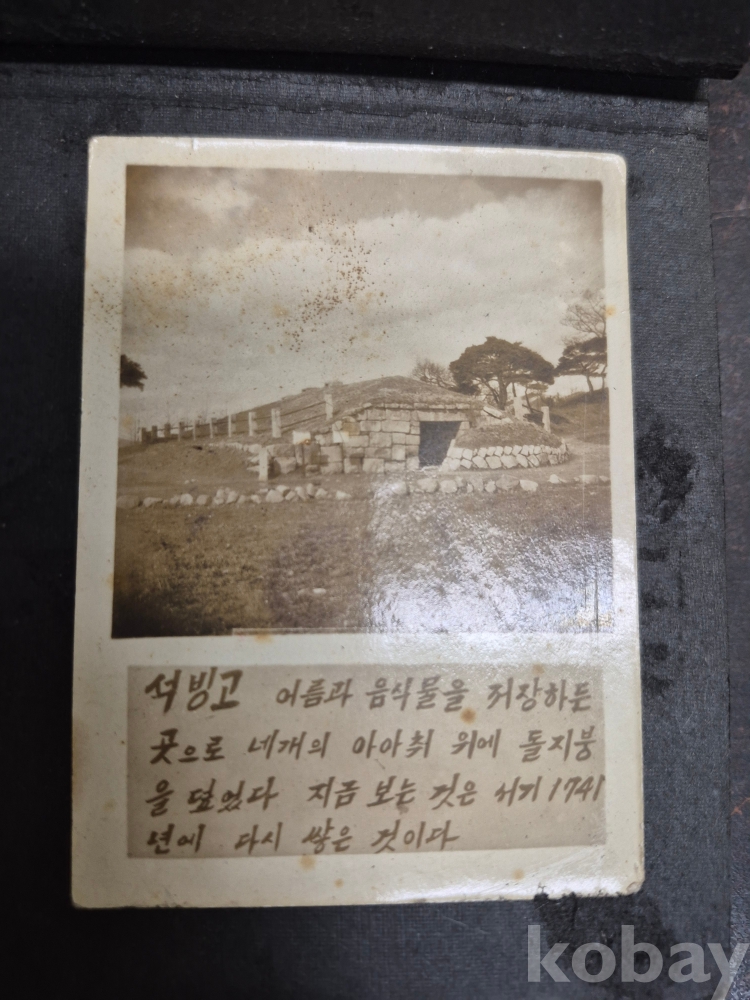 석빙고 어름과 음식물을 저장하든
곳으로 네개의 아아취 위에 돌지붕
을 덮었다 지금 보는 것은 서기 1741
년에 다시 쌓은 것이다
kobay